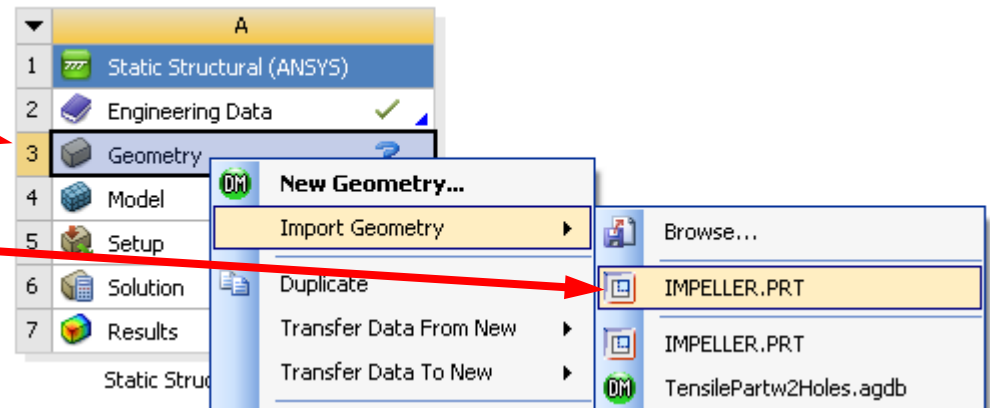 A
1 Static Structural (ANSYS)
2 Engineering Data
3 Geometry
4 Model
5 Setup
6 Solution
7 Results
Static Struc
DM New Geometry...
Import Geometry
Duplicate
Transfer Data From New
Transfer Data To New
Browse...
IMPELLER.PRT
IMPELLER.PRT
DM TensilePartw2Holes.agdb